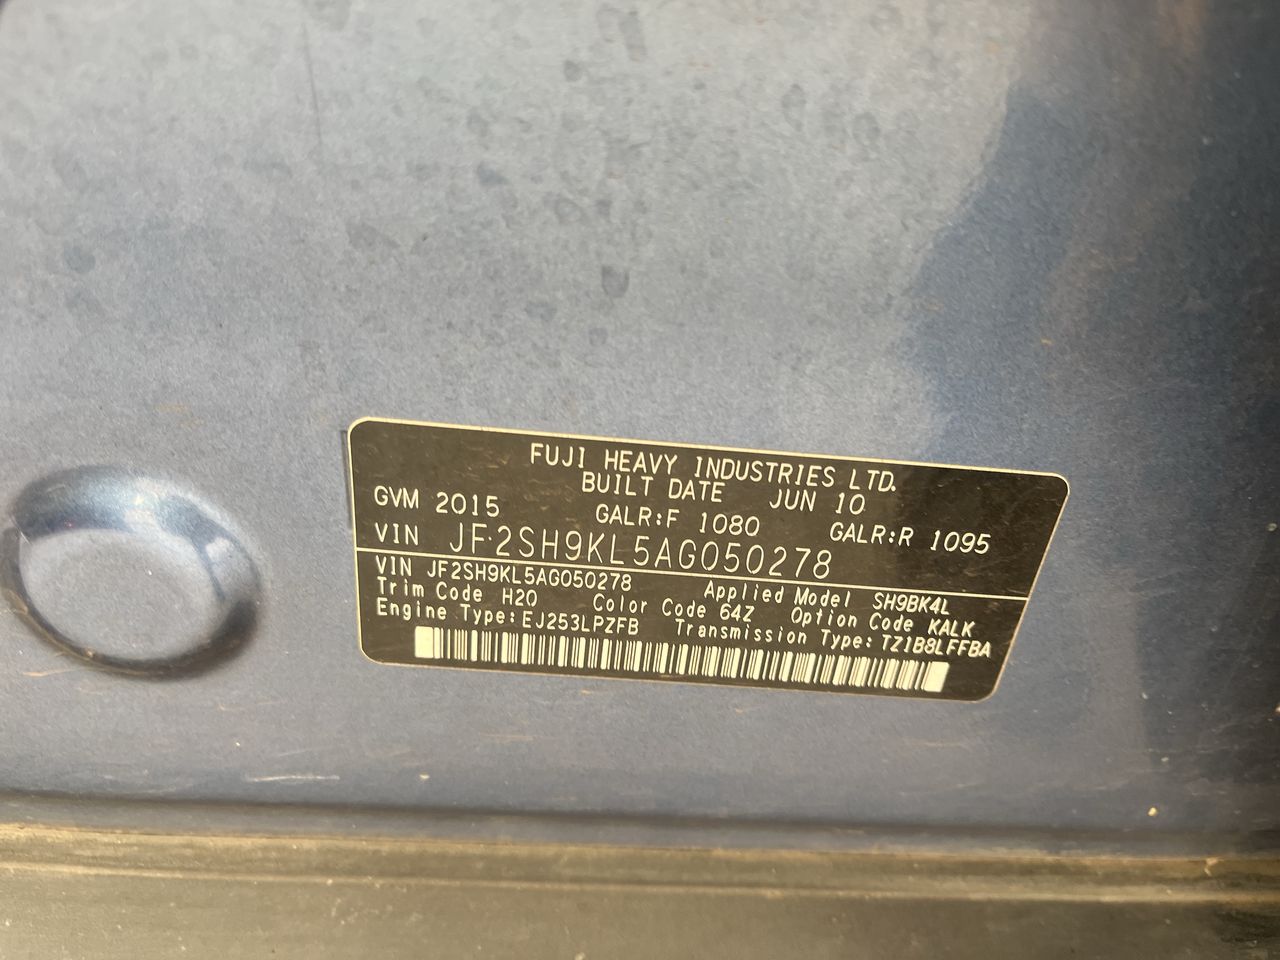 FUJI HEAVY INDUSTRIES LTD.
BUILT DATE JUN 10
GVM 2015 GALR:F 1080 GALR:R 1095
VIN JF2SH9KL5AG050278
VIN JF2SH9KL5AG050278 Applied Model SH9BK4L
Trim Code H20 Color Code 64Z Option Code KALK
Engine Type:EJ253LPZFB Transmission Type:TZ1B8LFFBA